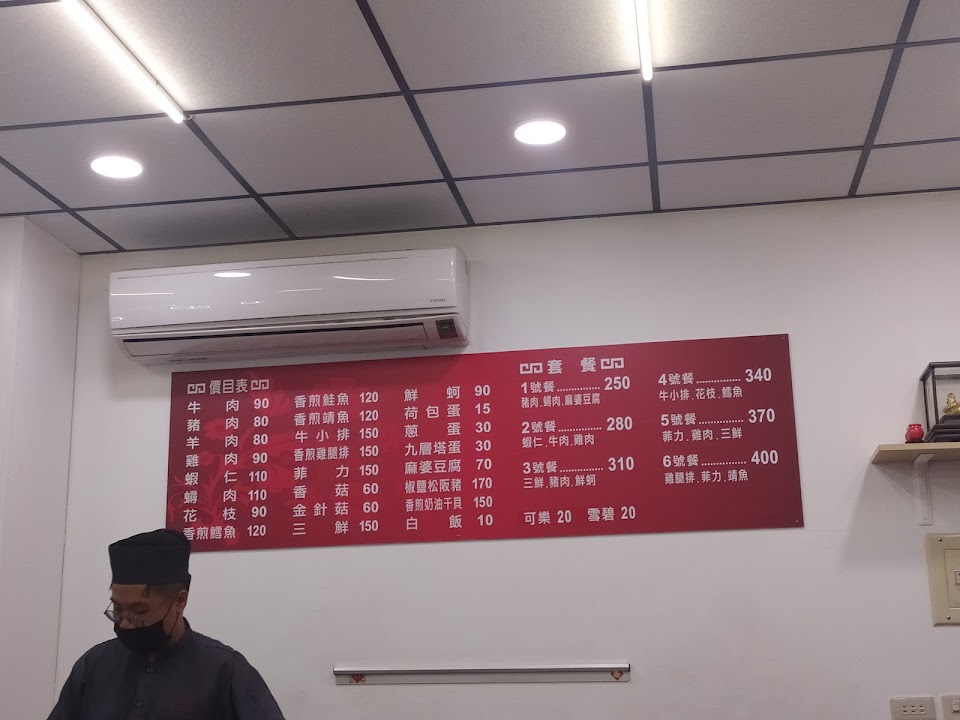 價目表
牛肉 90
豬肉 80
羊肉 80
雞肉 90
蝦仁 110
蟳肉 110
花枝 90
香煎鱈魚 120
香煎鮭魚 120
香煎鯖魚 120
牛小排 150
香煎雞腿排 150
菲力 150
香菇 60
金針菇 60
三鮮 150
鮮蚵 90
荷包蛋 15
蔥蛋 30
九層塔蛋 30
麻婆豆腐 70
椒鹽松阪豬 170
香煎奶油干貝 150
白飯 10
套餐
1號餐.............. 250
豬肉.蟳肉.麻婆豆腐
2號餐.............. 280
蝦仁.牛肉.雞肉
3號餐.............. 310
三鮮.豬肉.鮮蚵
可樂 20 雪碧 20
4號餐.............. 340
牛小排.花枝.鱈魚
5號餐.............. 370
菲力.雞肉.三鮮
6號餐.............. 400
雞腿排.菲力.鯖魚